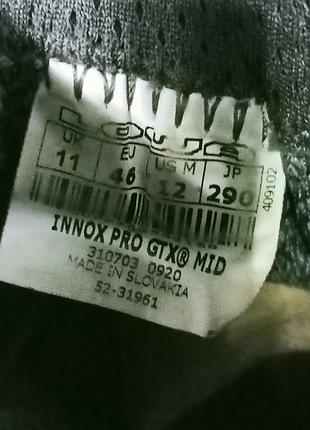 LOWA
UK EU US M JP
11 46 12 290
INNOX PRO GTX® MID
310703 0920
MADE IN SLOVAKIA
52-31961
409102